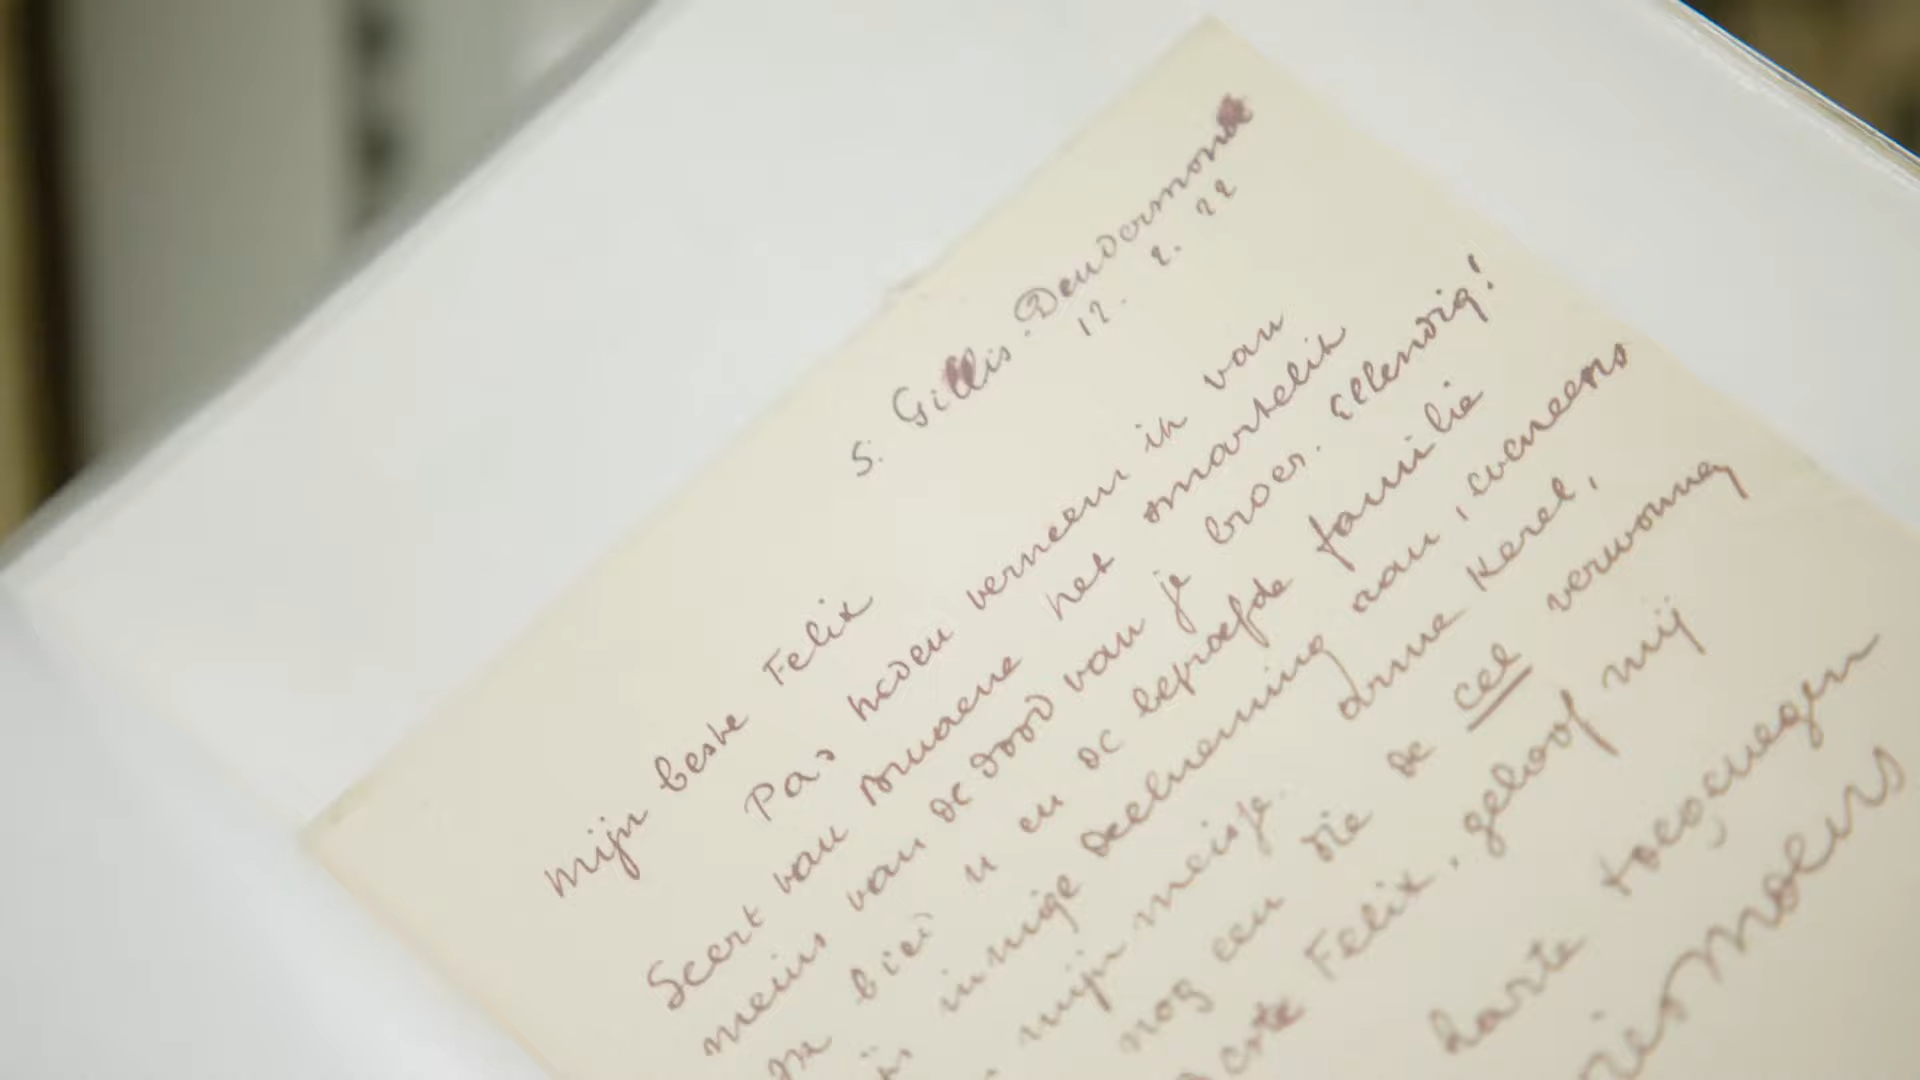 S. Gillis-Dendermonde
12. 2. 22
Mijn beste Felix
Pas heden verneem ik van
Geert van Bruaene het smartelik
nieuws van de dood van je broer. Ellendig!
bied u en de beproefde familie
innige deelneming aan, eveneens
mijn meisje. Arme Kerel,
nog een die de cel verwonnen
Felix, geloof mij
harte toegenegen